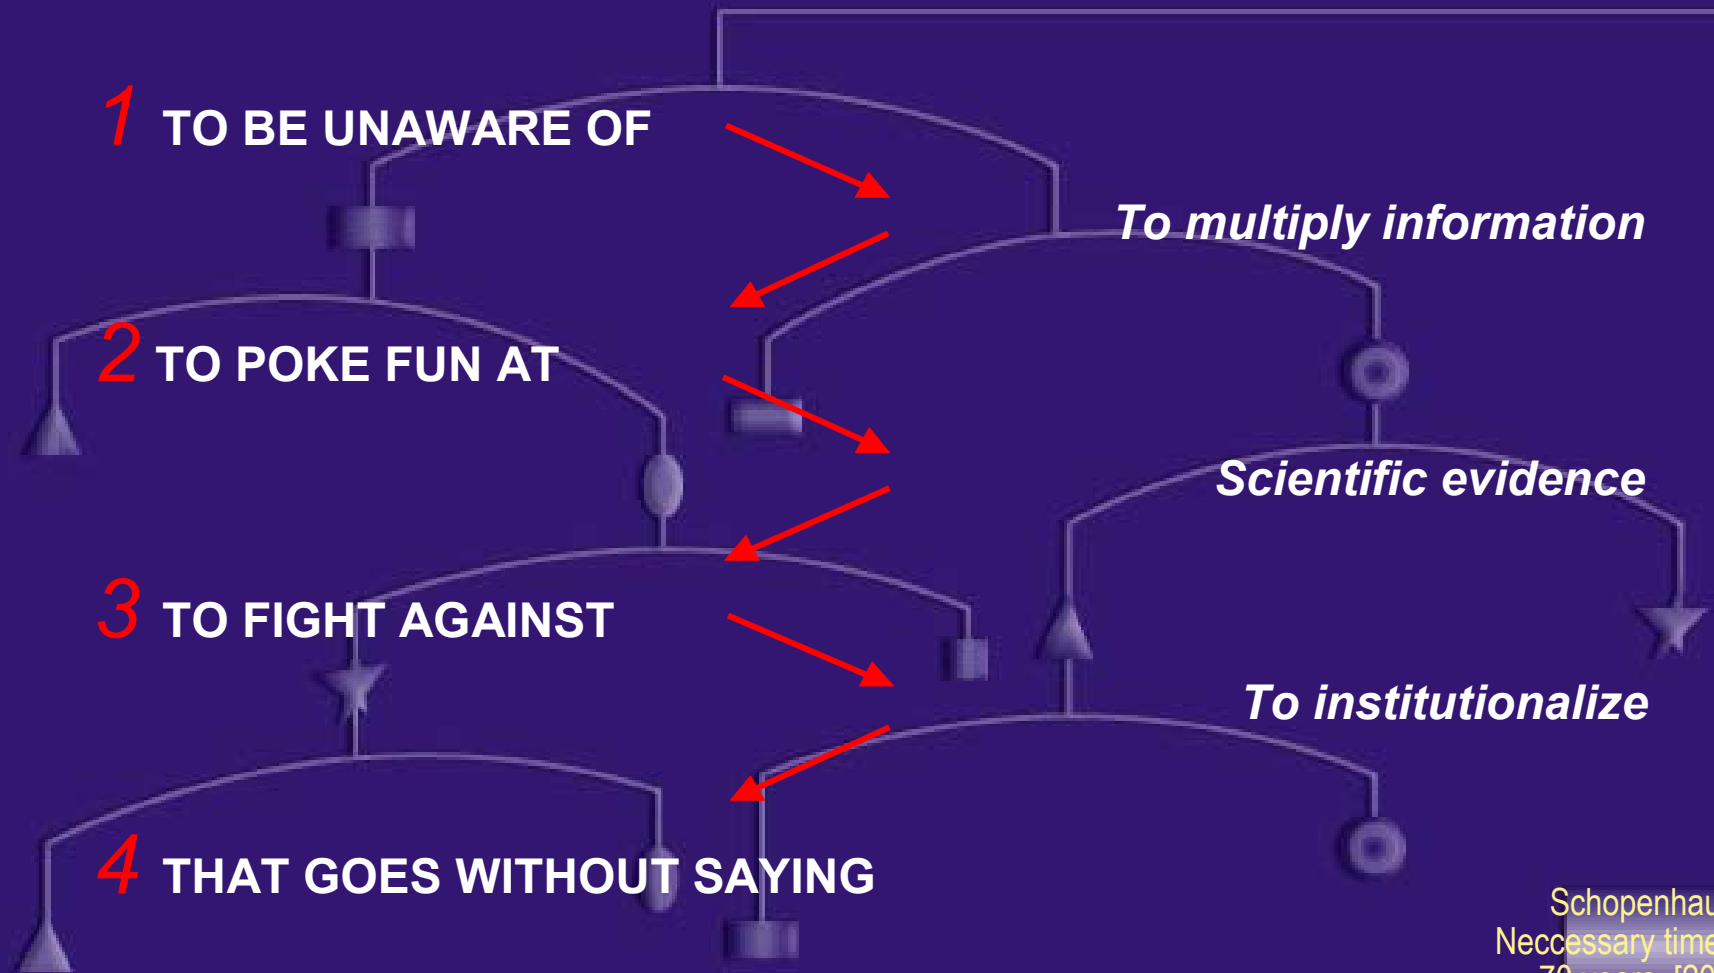 1 TO BE UNAWARE OF
To multiply information
2 TO POKE FUN AT
Scientific evidence
3 TO FIGHT AGAINST
To institutionalize
4 THAT GOES WITHOUT SAYING
Schopenhau
Neccessary time